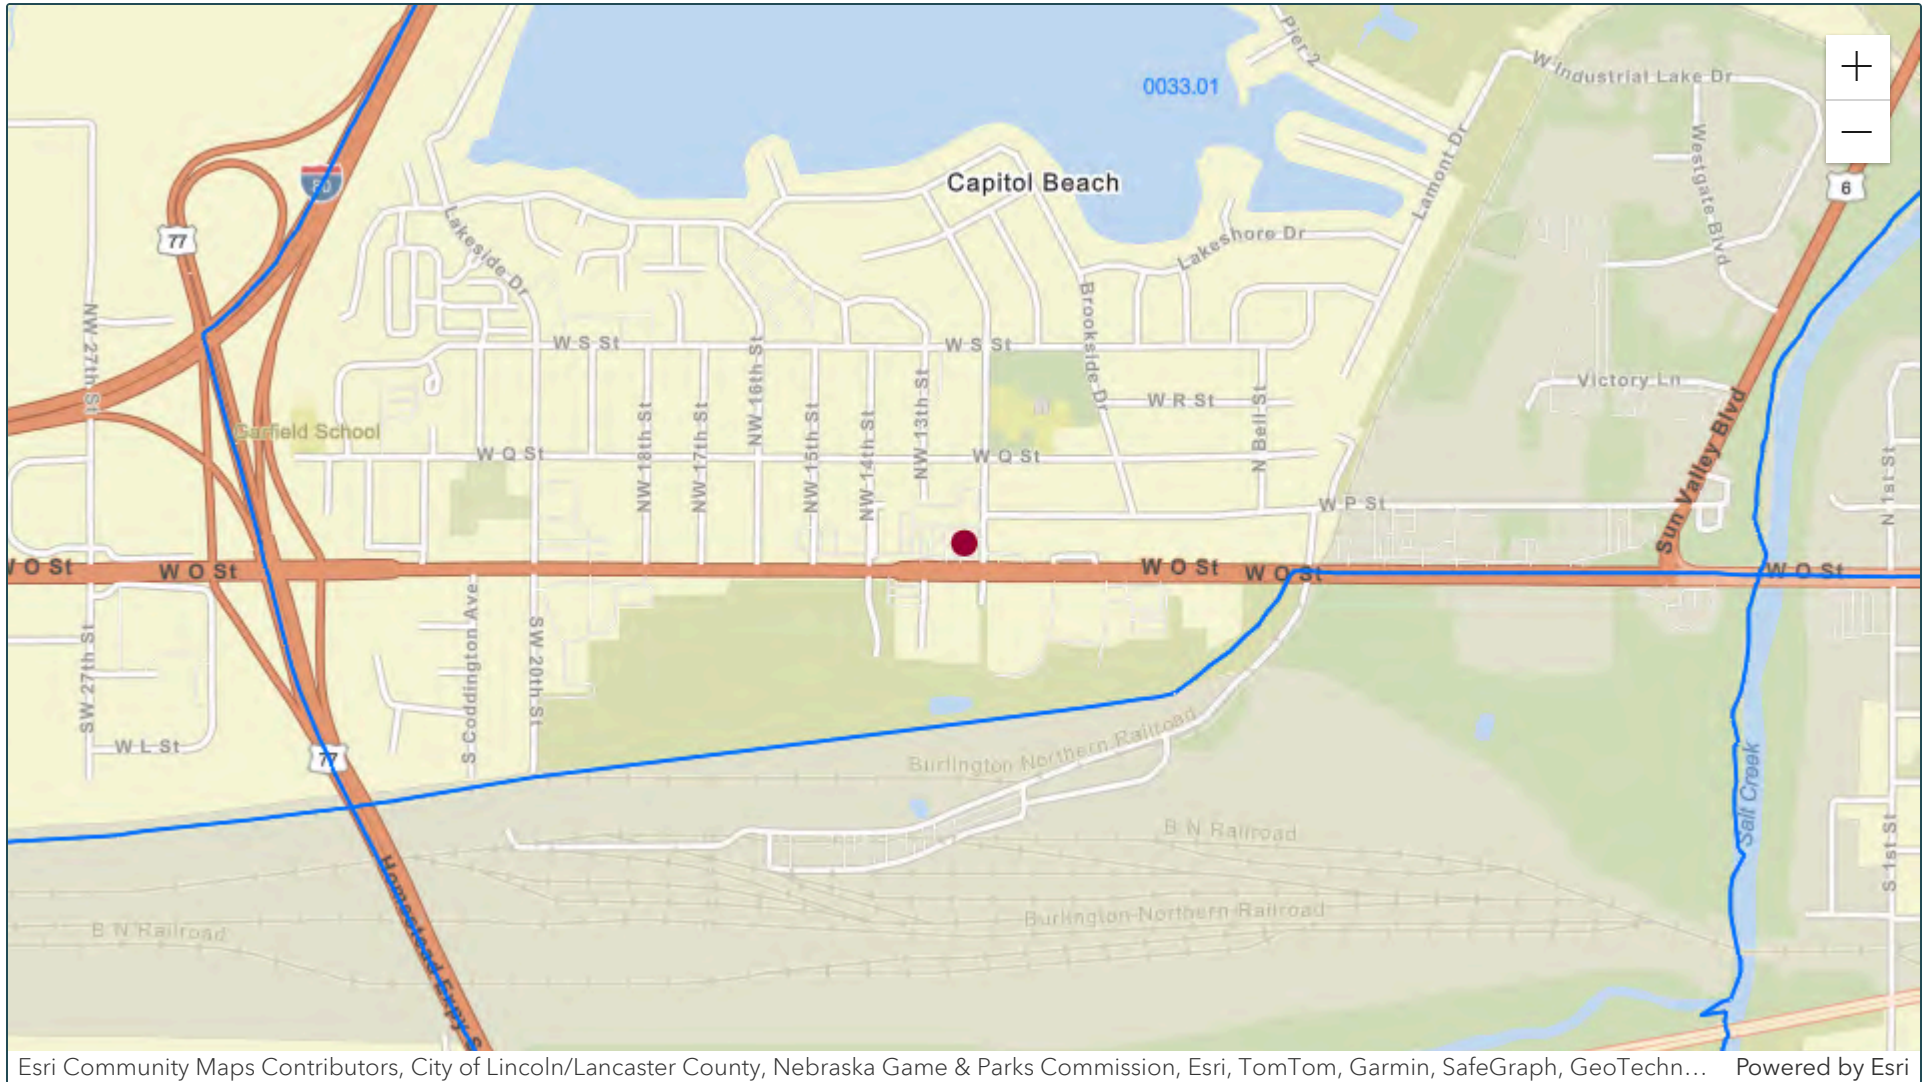 Pier 2
W Industrial Lake Dr
0033.01
+
−
Westgate Blvd
Lamont Dr
80
Capitol Beach
6
77
Lakeside Dr
Lakeshore Dr
NW 27th St
Brookside Dr
W S St
W S St
NW 16th St
Victory Ln
W R St
NW 13th St
N Bell St
Sun Valley Blvd
Garfield School
NW 18th St
NW 17th St
NW 15th St
NW 14th St
W Q St
W Q St
N 1st St
W P St
W O St
W O St
W O St
W O St
W O St
SW 27th St
S Coddington Ave
SW 20th St
W L St
77
Burlington Northern Railroad
Salt Creek
B N Railroad
S 1st St
Homestead Expy S
Burlington Northern Railroad
B N Railroad
Esri Community Maps Contributors, City of Lincoln/Lancaster County, Nebraska Game & Parks Commission, Esri, TomTom, Garmin, SafeGraph, GeoTechn... Powered by Esri